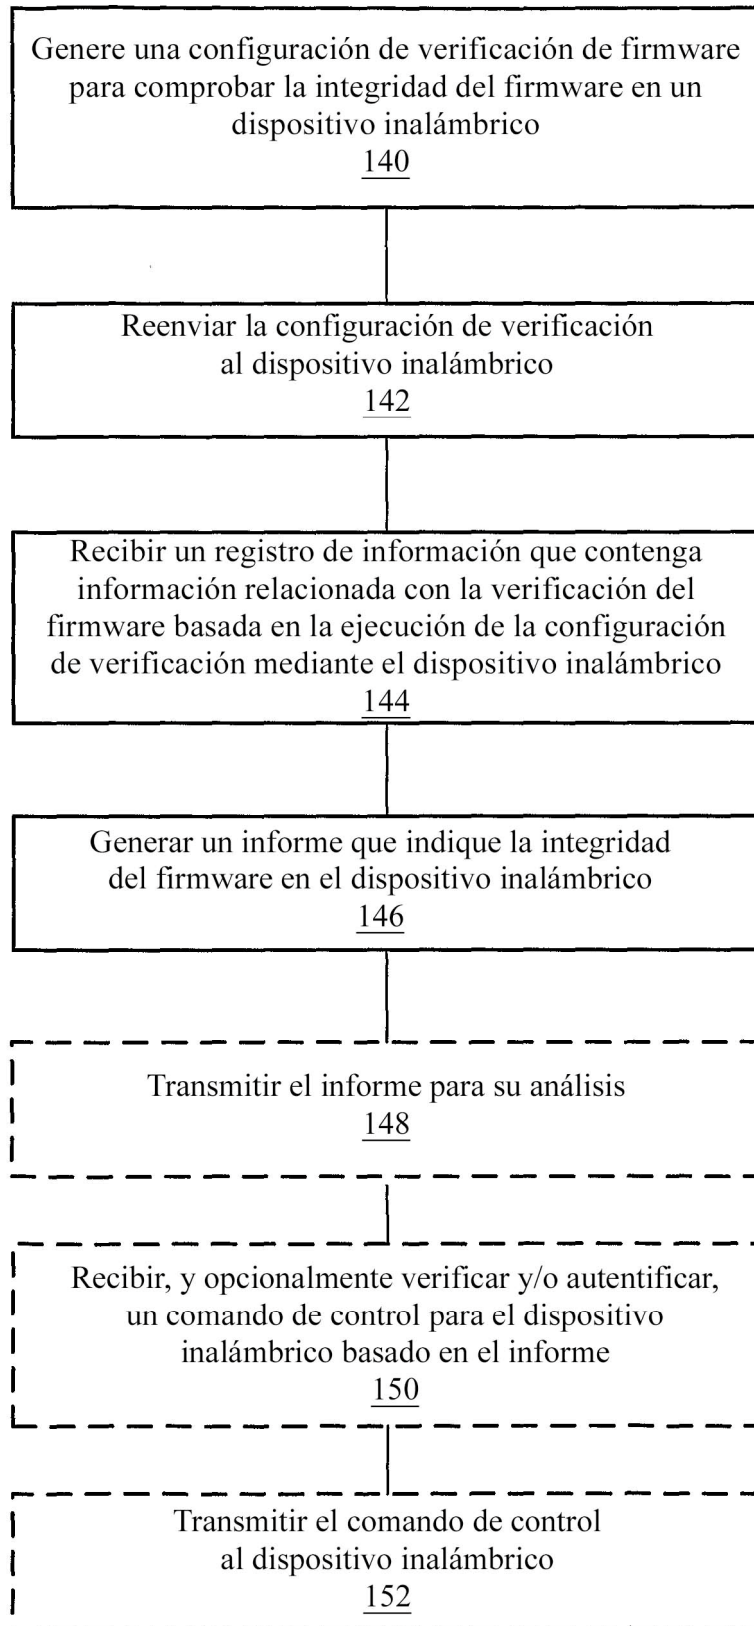 Genere una configuración de verificación de firmware
para comprobar la integridad del firmware en un
dispositivo inalámbrico
140
Reenviar la configuración de verificación
al dispositivo inalámbrico
142
Recibir un registro de información que contenga
información relacionada con la verificación del
firmware basada en la ejecución de la configuración
de verificación mediante el dispositivo inalámbrico
144
Generar un informe que indique la integridad
del firmware en el dispositivo inalámbrico
146
Transmitir el informe para su análisis
148
Recibir, y opcionalmente verificar y/o autentificar,
un comando de control para el dispositivo
inalámbrico basado en el informe
150
Transmitir el comando de control
al dispositivo inalámbrico
152